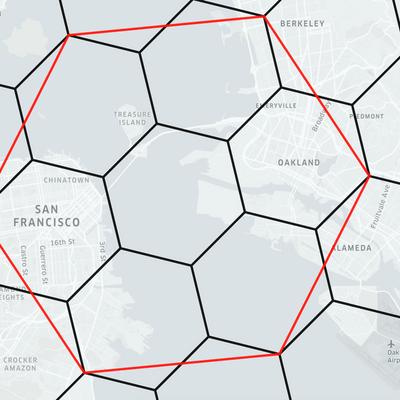 BERKELEY
EMERYVILLE
Broadway
PIEDMONT
TREASURE
ISLAND
OAKLAND
CHINATOWN
SAN
FRANCISCO
Fruitvale Ave
16th St
3rd St
Castro St
Guerrero St
ALAMEDA
HEIGHTS
CROCKER
AMAZON
Oak
Airp